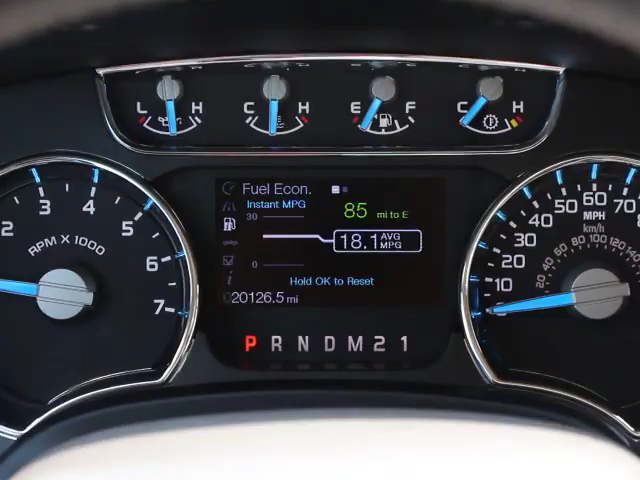 L H C H E F C H
Fuel Econ.
Instant MPG
30
85 mi to E
18.1 AVG MPG
0
Hold OK to Reset
20126.5 mi
P R N D M 2 1
2 3 4 5 6 7
RPM X 1000
0 10 20 30 40 50 60 70
MPH
km/h
20 40 60 80 100 120 140